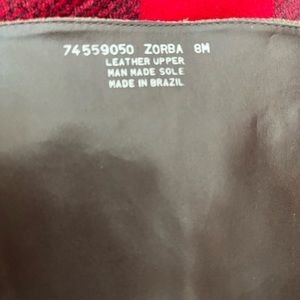 74559050 ZORBA 8M
LEATHER UPPER
MAN MADE SOLE
MADE IN BRAZIL